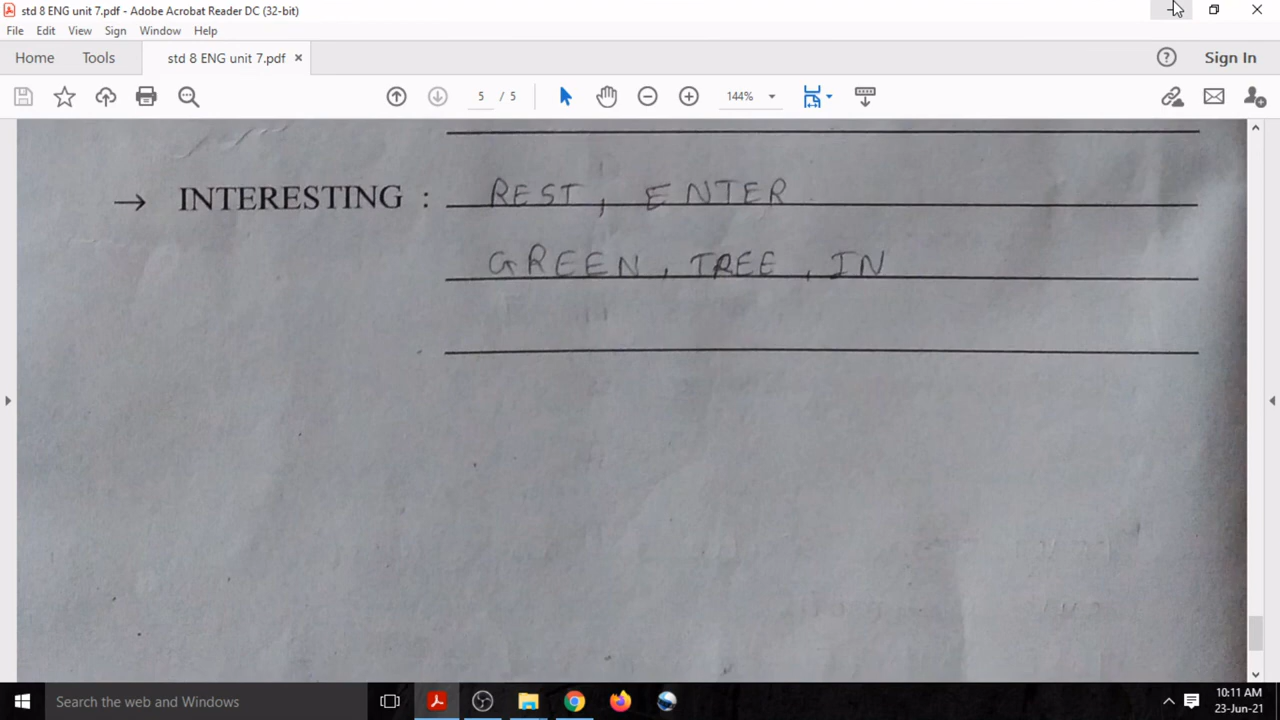 std 8 ENG unit 7.pdf - Adobe Acrobat Reader DC (32-bit)
File Edit View Sign Window Help
Home Tools std 8 ENG unit 7.pdf × Sign In
5 / 5 144%
→ INTERESTING : REST, ENTER
GREEN, TREE, IN
Search the web and Windows
10:11 AM
23-Jun-21